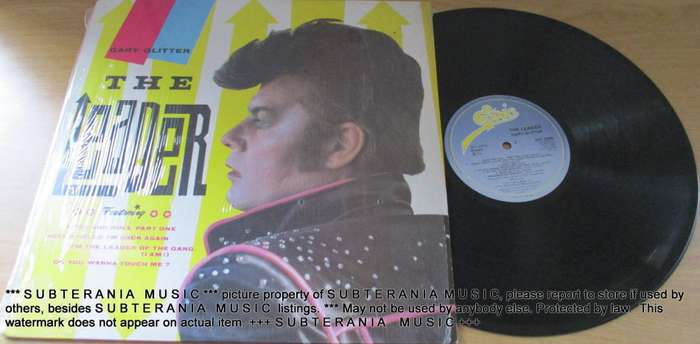 GARY GLITTER
THE
LEADER
Featuring
ROCK AND ROLL PART ONE
HELLO HELLO I'M BACK AGAIN
I'M THE LEADER OF THE GANG
(I AM!)
DO YOU WANNA TOUCH ME?
Epic
THE LEADER
GARY GLITTER
*** S U B T E R A N I A   M U S I C *** picture property of S U B T E R A N I A  M U S I C, please report to store if used by
others, besides S U B T E R A N I A  M U S I C  listings. *** May not be used by anybody else. Protected by law.  This
watermark does not appear on actual item. +++ S U B T E R A N I A   M U S I C +++